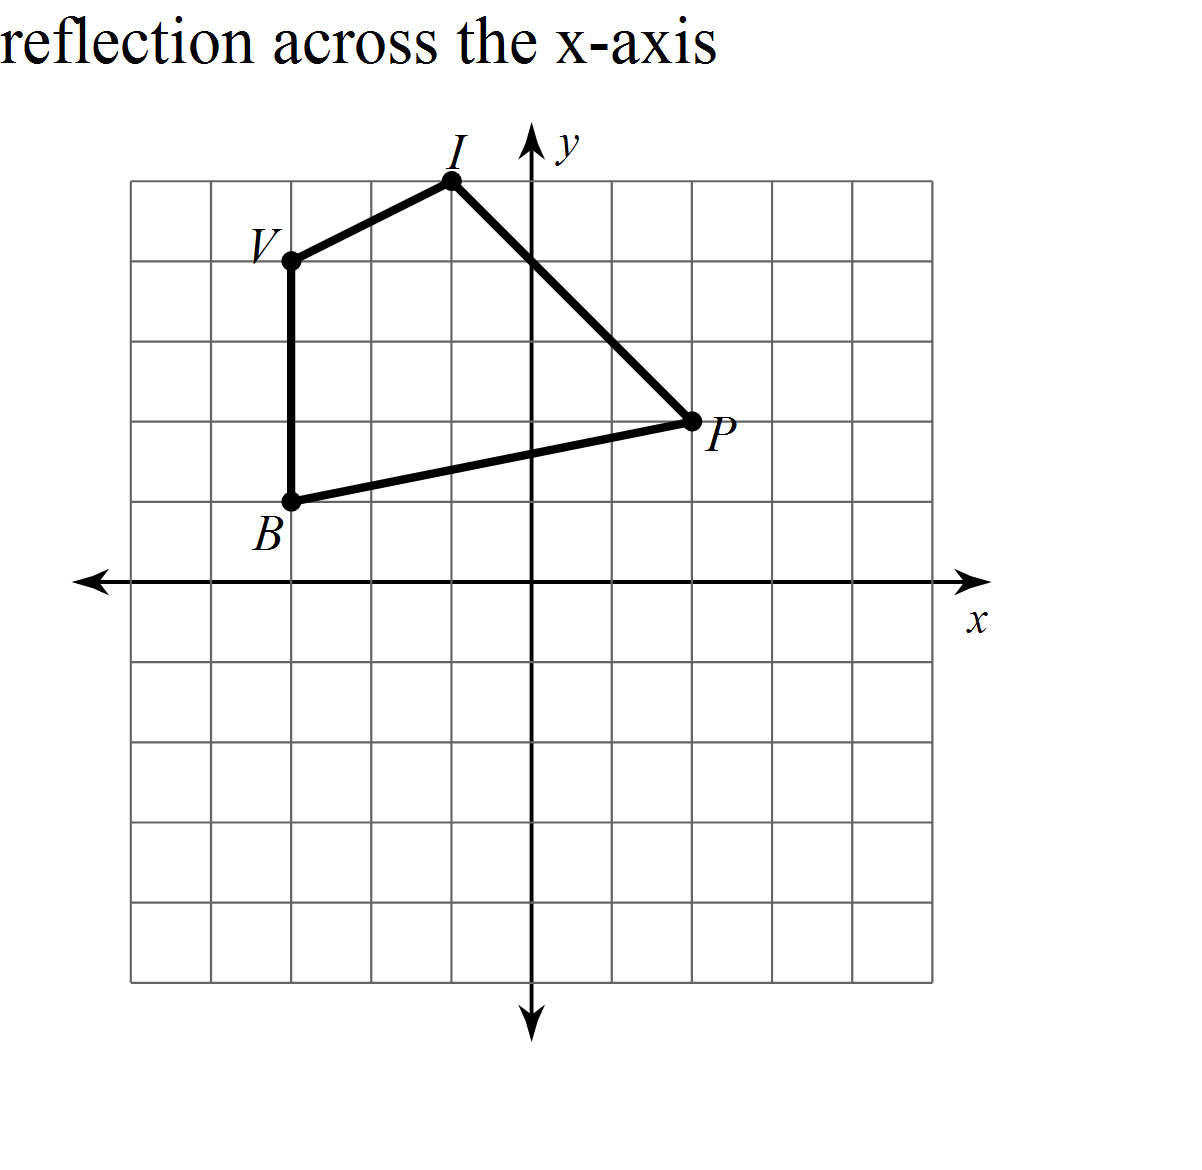 reflection across the x-axis
I
y
V
P
B
x